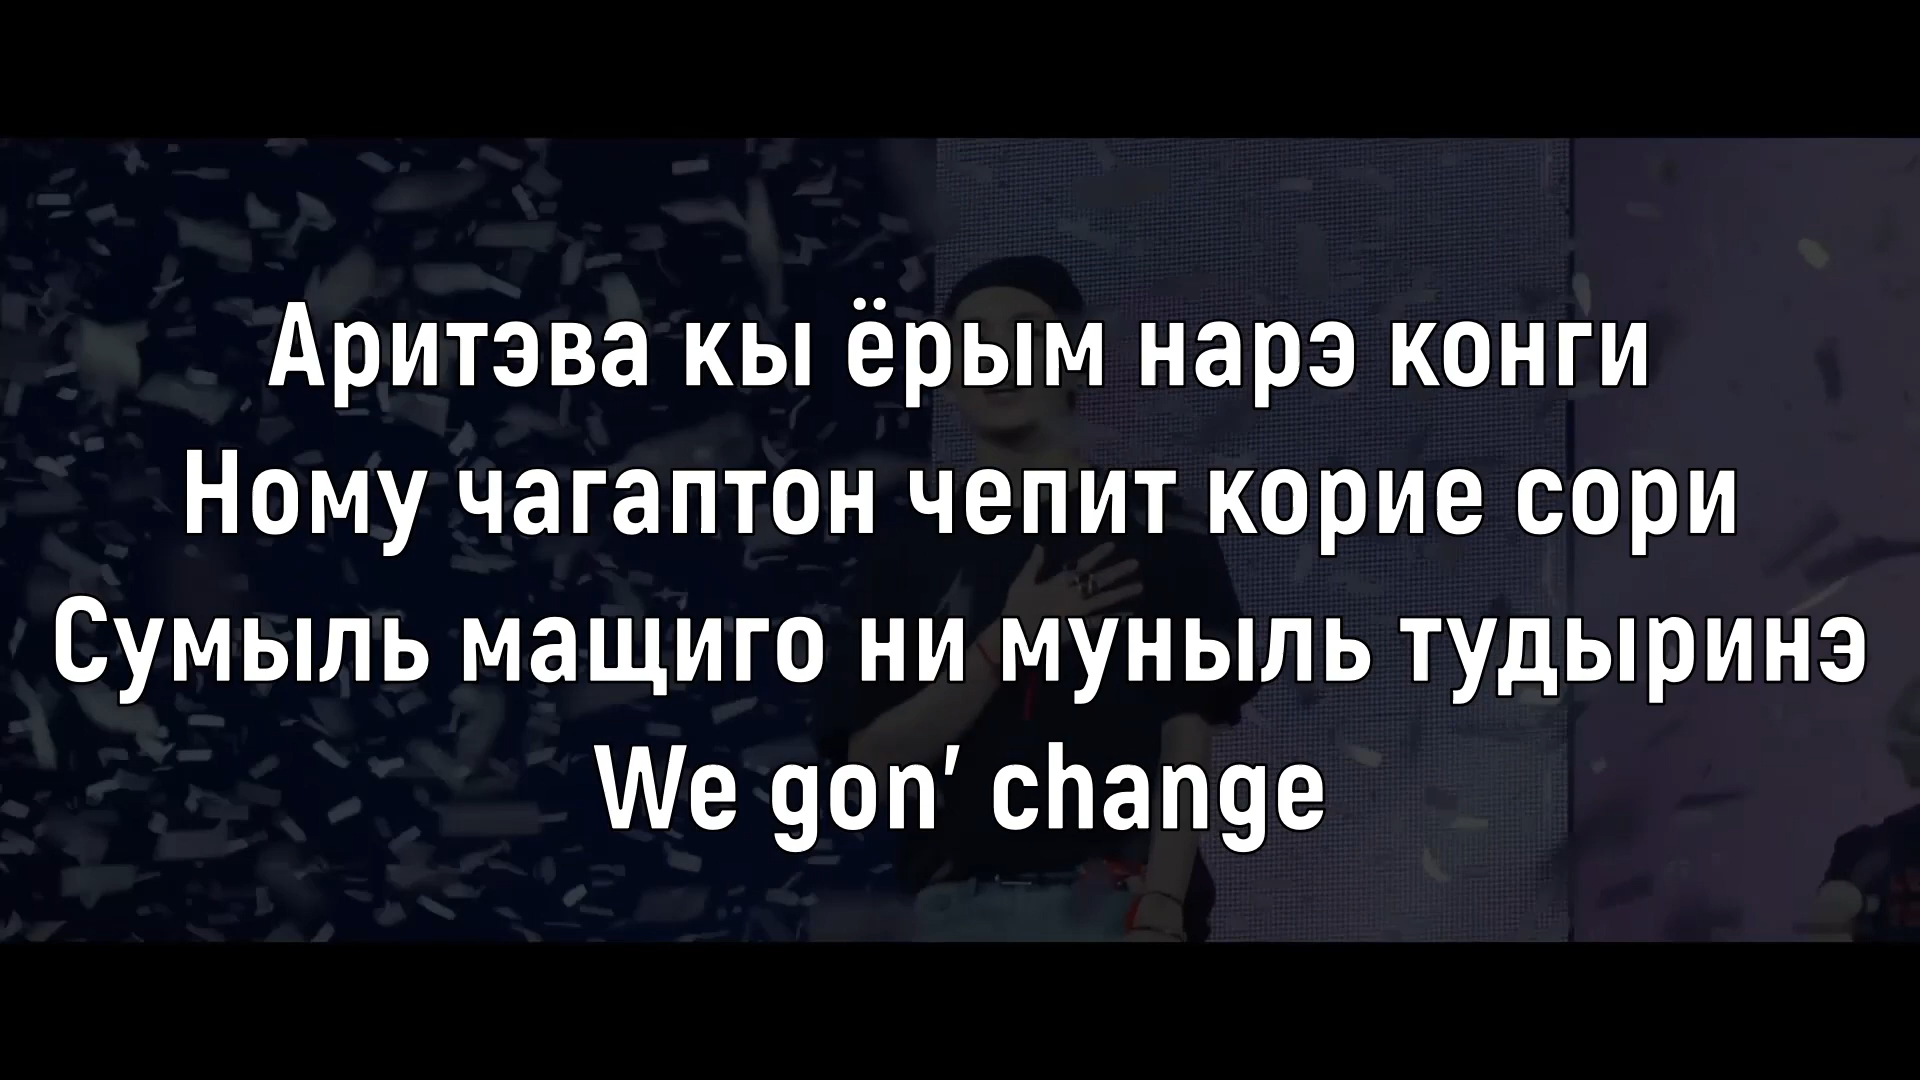 Аритэва кы ёрым нарэ конги
Ному чагаптон чепит корие сори
Сумыль мащиго ни муныль тудыринэ
We gon’ change